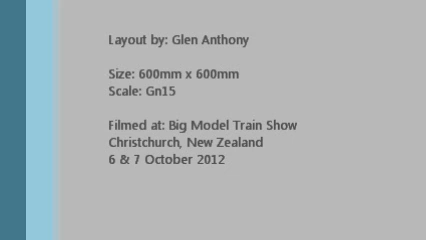 Layout by: Glen Anthony
Size: 600mm x 600mm
Scale: Gn15
Filmed at: Big Model Train Show
Christchurch, New Zealand
6 & 7 October 2012